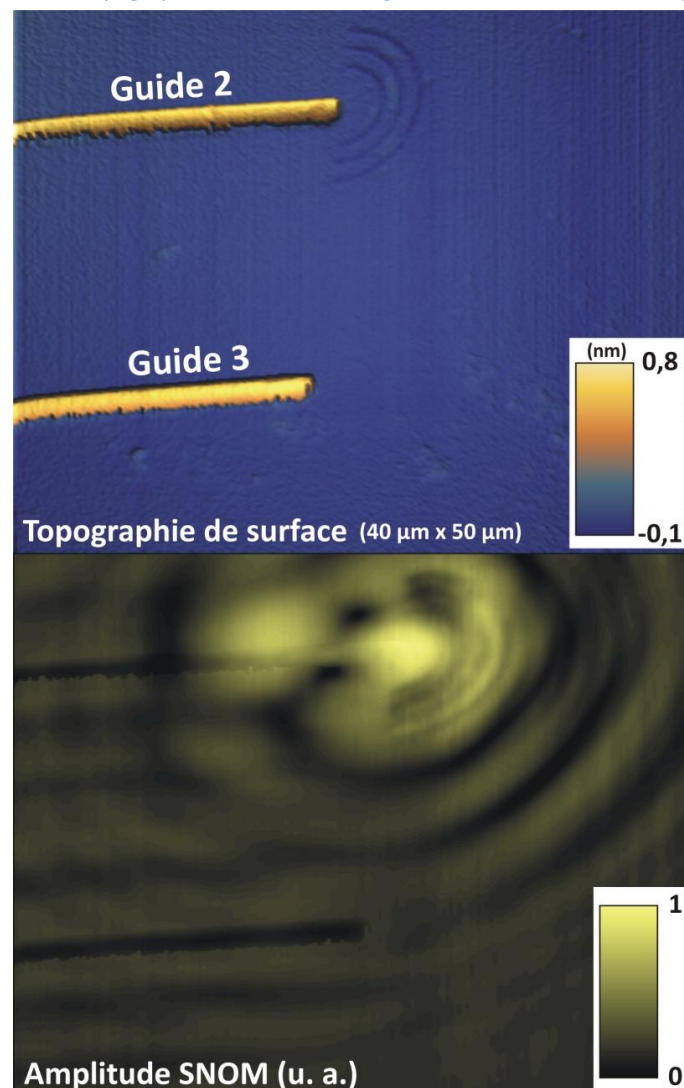 Guide 2
Guide 3
(nm)
0,8
-0,1
Topographie de surface (40 µm x 50 µm)
1
0
Amplitude SNOM (u. a.)